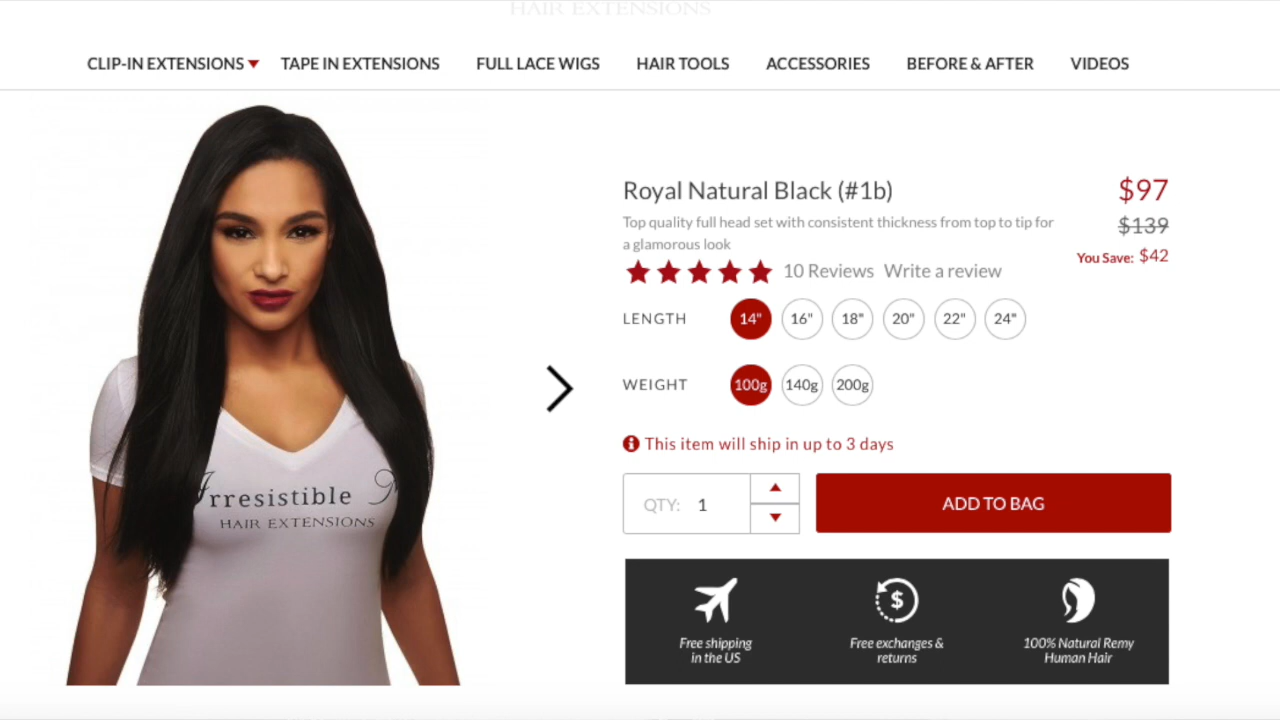 HAIR EXTENSIONS
CLIP-IN EXTENSIONS TAPE IN EXTENSIONS FULL LACE WIGS HAIR TOOLS ACCESSORIES BEFORE & AFTER VIDEOS
Royal Natural Black (#1b)
$97
Top quality full head set with consistent thickness from top to tip for
a glamorous look
$139
You Save: $42
10 Reviews Write a review
LENGTH 14" 16" 18" 20" 22" 24"
WEIGHT 100g 140g 200g
This item will ship in up to 3 days
QTY: 1
ADD TO BAG
Free shipping
in the US
Free exchanges &
returns
100% Natural Remy
Human Hair
Irresistible M
HAIR EXTENSIONS